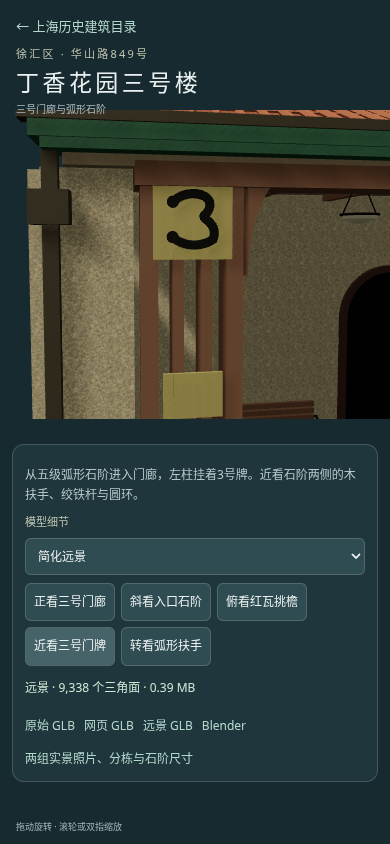 ← 上海历史建筑目录
徐汇区 · 华山路849号
丁香花园三号楼
三号门廊与弧形石阶
3
从五级弧形石阶进入门廊，左柱挂着3号牌。近看石阶两侧的木
扶手、绞铁杆与圆环。
模型细节
简化远景
正看三号门廊 斜看入口石阶 俯看红瓦挑檐
近看三号门牌 转看弧形扶手
远景 · 9,338 个三角面 · 0.39 MB
原始 GLB 网页 GLB 远景 GLB Blender
两组实景照片、分栋与石阶尺寸
拖动旋转 · 滚轮或双指缩放